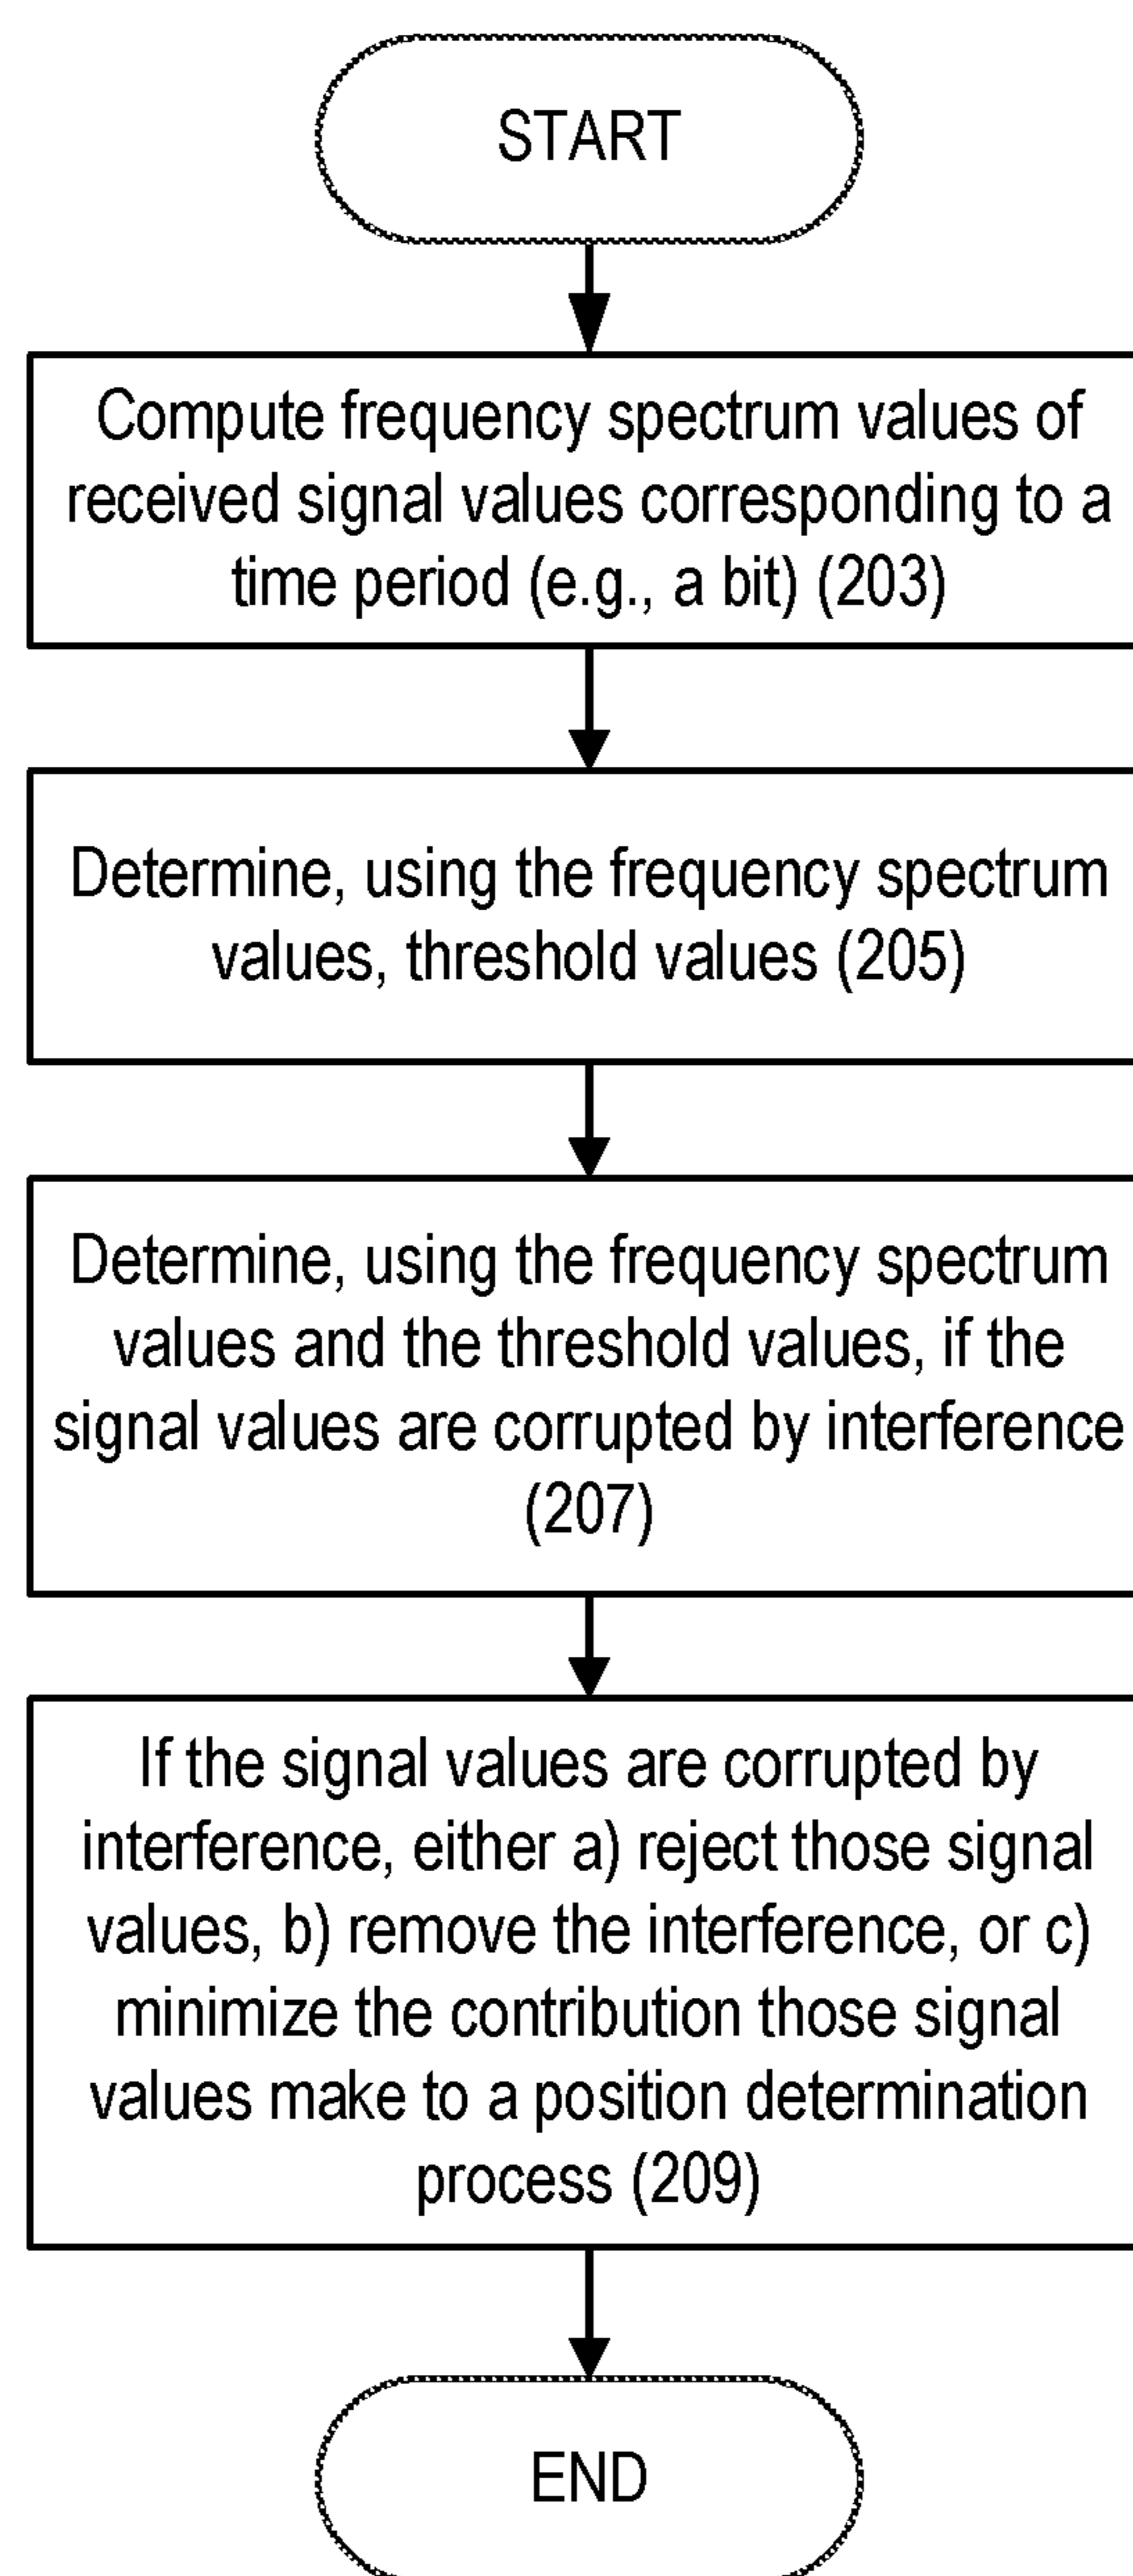 START
Compute frequency spectrum values of
received signal values corresponding to a
time period (e.g., a bit) (203)
Determine, using the frequency spectrum
values, threshold values (205)
Determine, using the frequency spectrum
values and the threshold values, if the
signal values are corrupted by interference
(207)
If the signal values are corrupted by
interference, either a) reject those signal
values, b) remove the interference, or c)
minimize the contribution those signal
values make to a position determination
process (209)
END